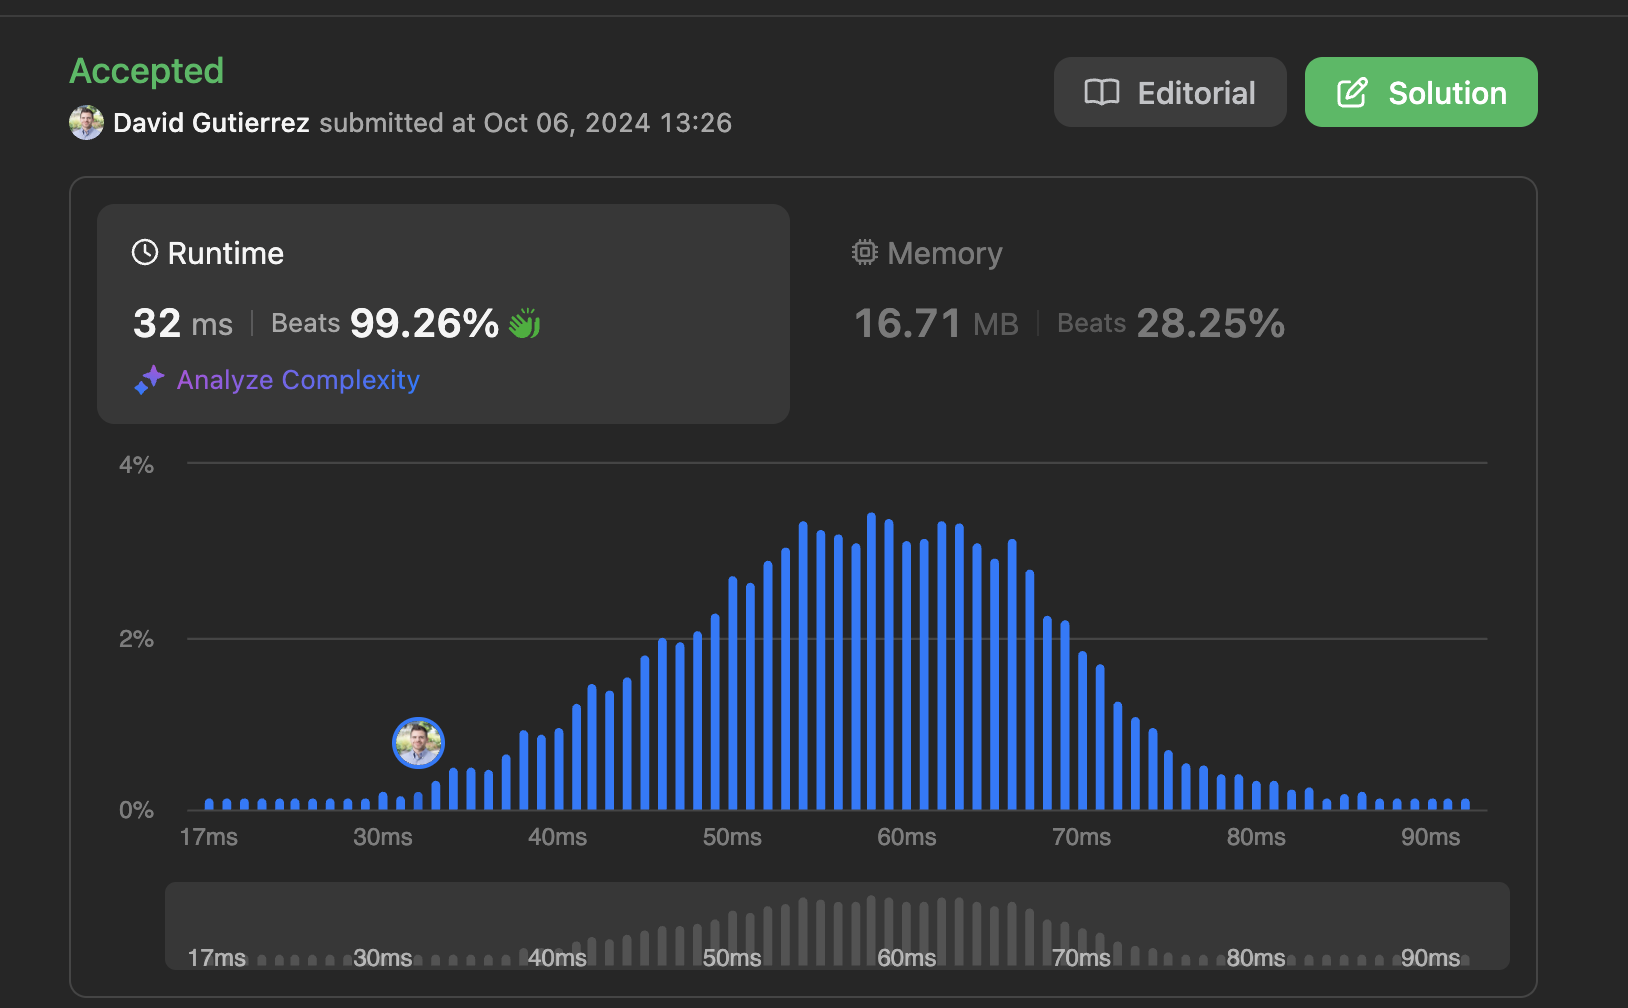 Accepted
Editorial
Solution
David Gutierrez submitted at Oct 06, 2024 13:26
Runtime
32 ms | Beats 99.26%
Analyze Complexity
Memory
16.71 MB | Beats 28.25%
4%
2%
0%
17ms 30ms 40ms 50ms 60ms 70ms 80ms 90ms
17ms 30ms 40ms 50ms 60ms 70ms 80ms 90ms